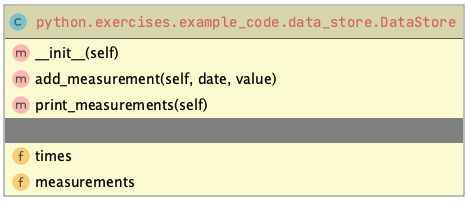 C python.exercises.example_code.data_store.DataStore
m __init__(self)
m add_measurement(self, date, value)
m print_measurements(self)
f times
f measurements